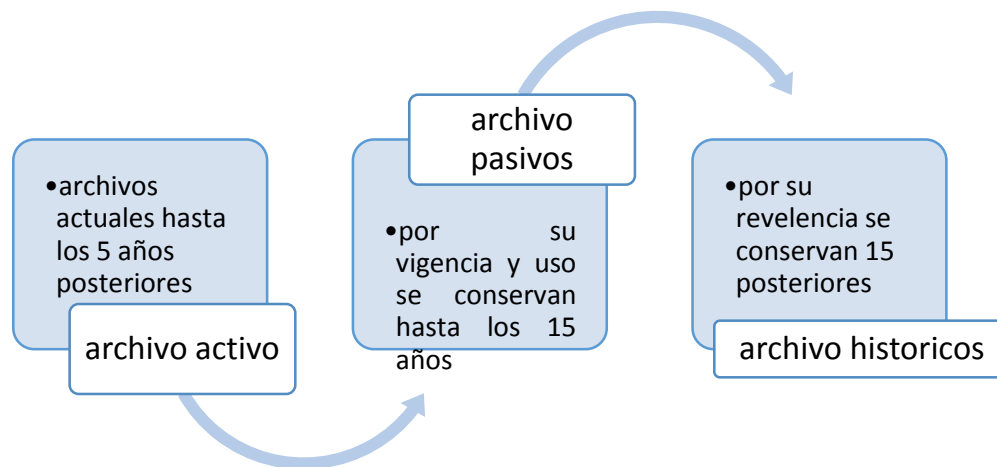 •archivos
actuales hasta
los 5 años
posteriores
archivo activo
archivo
pasivos
•por su
vigencia y uso
se conservan
hasta los 15
años
•por su
revelencia se
conservan 15
posteriores
archivo historicos